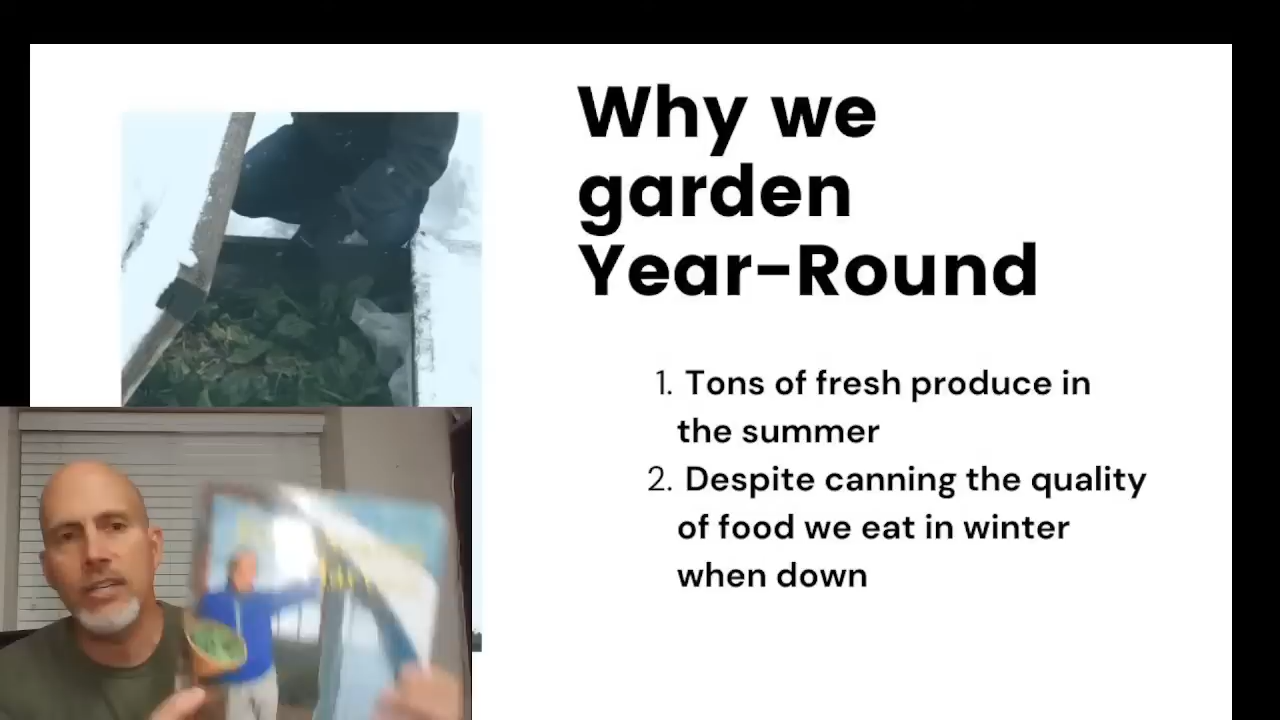 Why we
garden
Year-Round
1. Tons of fresh produce in
the summer
2. Despite canning the quality
of food we eat in winter
when down